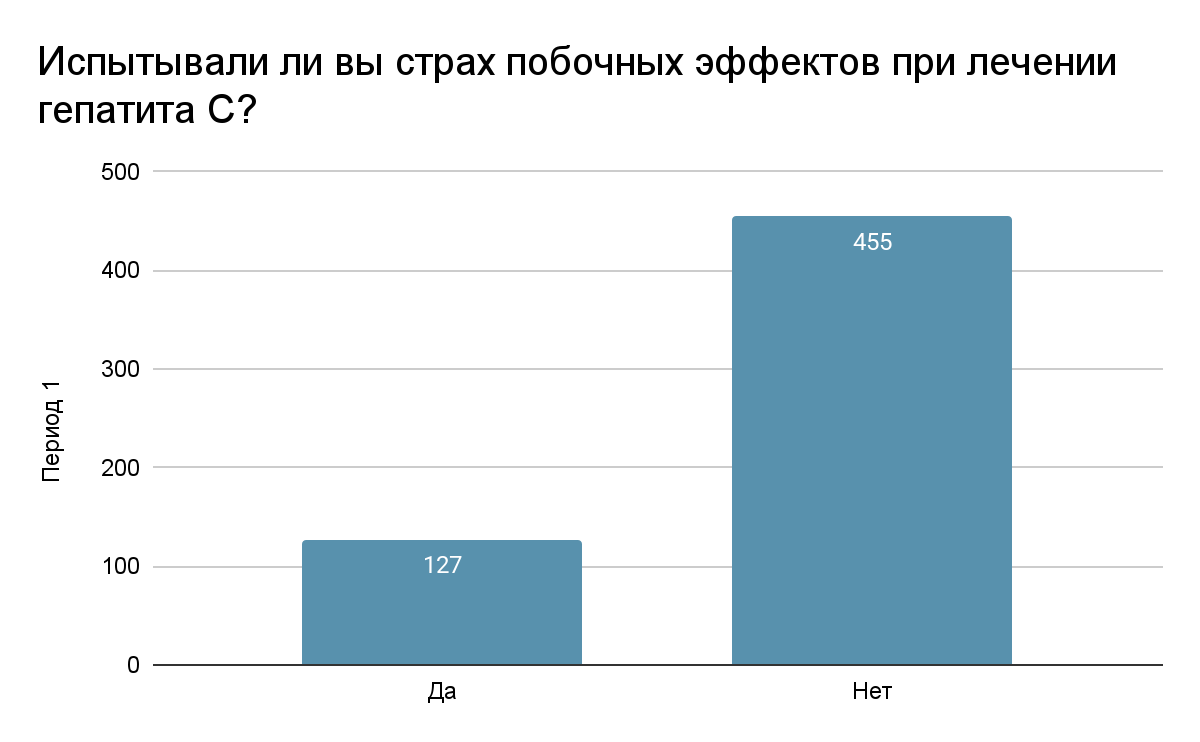 Испытывали ли вы страх побочных эффектов при лечении
гепатита С?
500
400
300
200
100
0
Период 1
127
455
Да
Нет